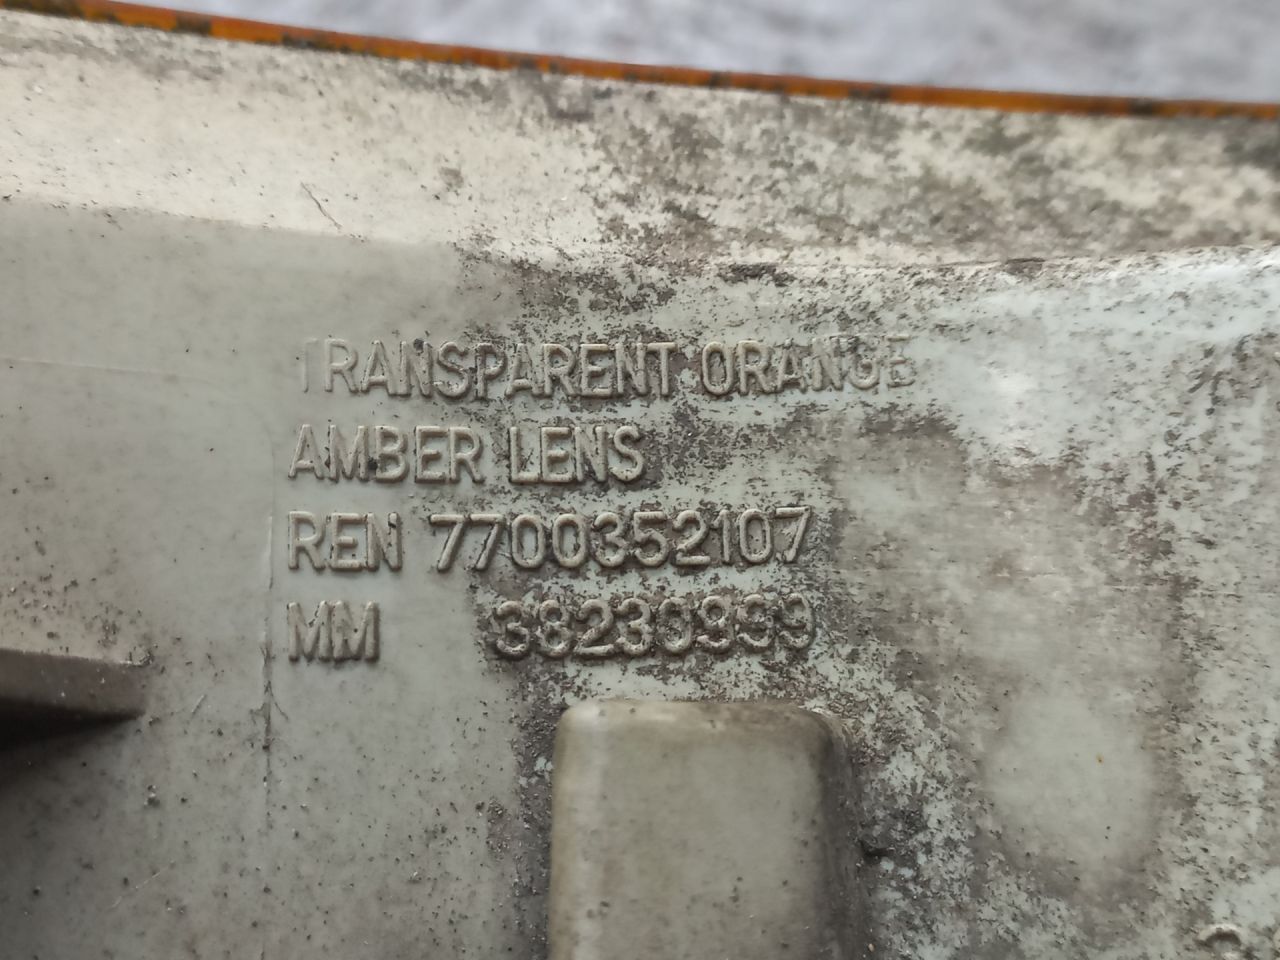 TRANSPARENT ORANGE
AMBER LENS
REN 7700352107
MM 38230999